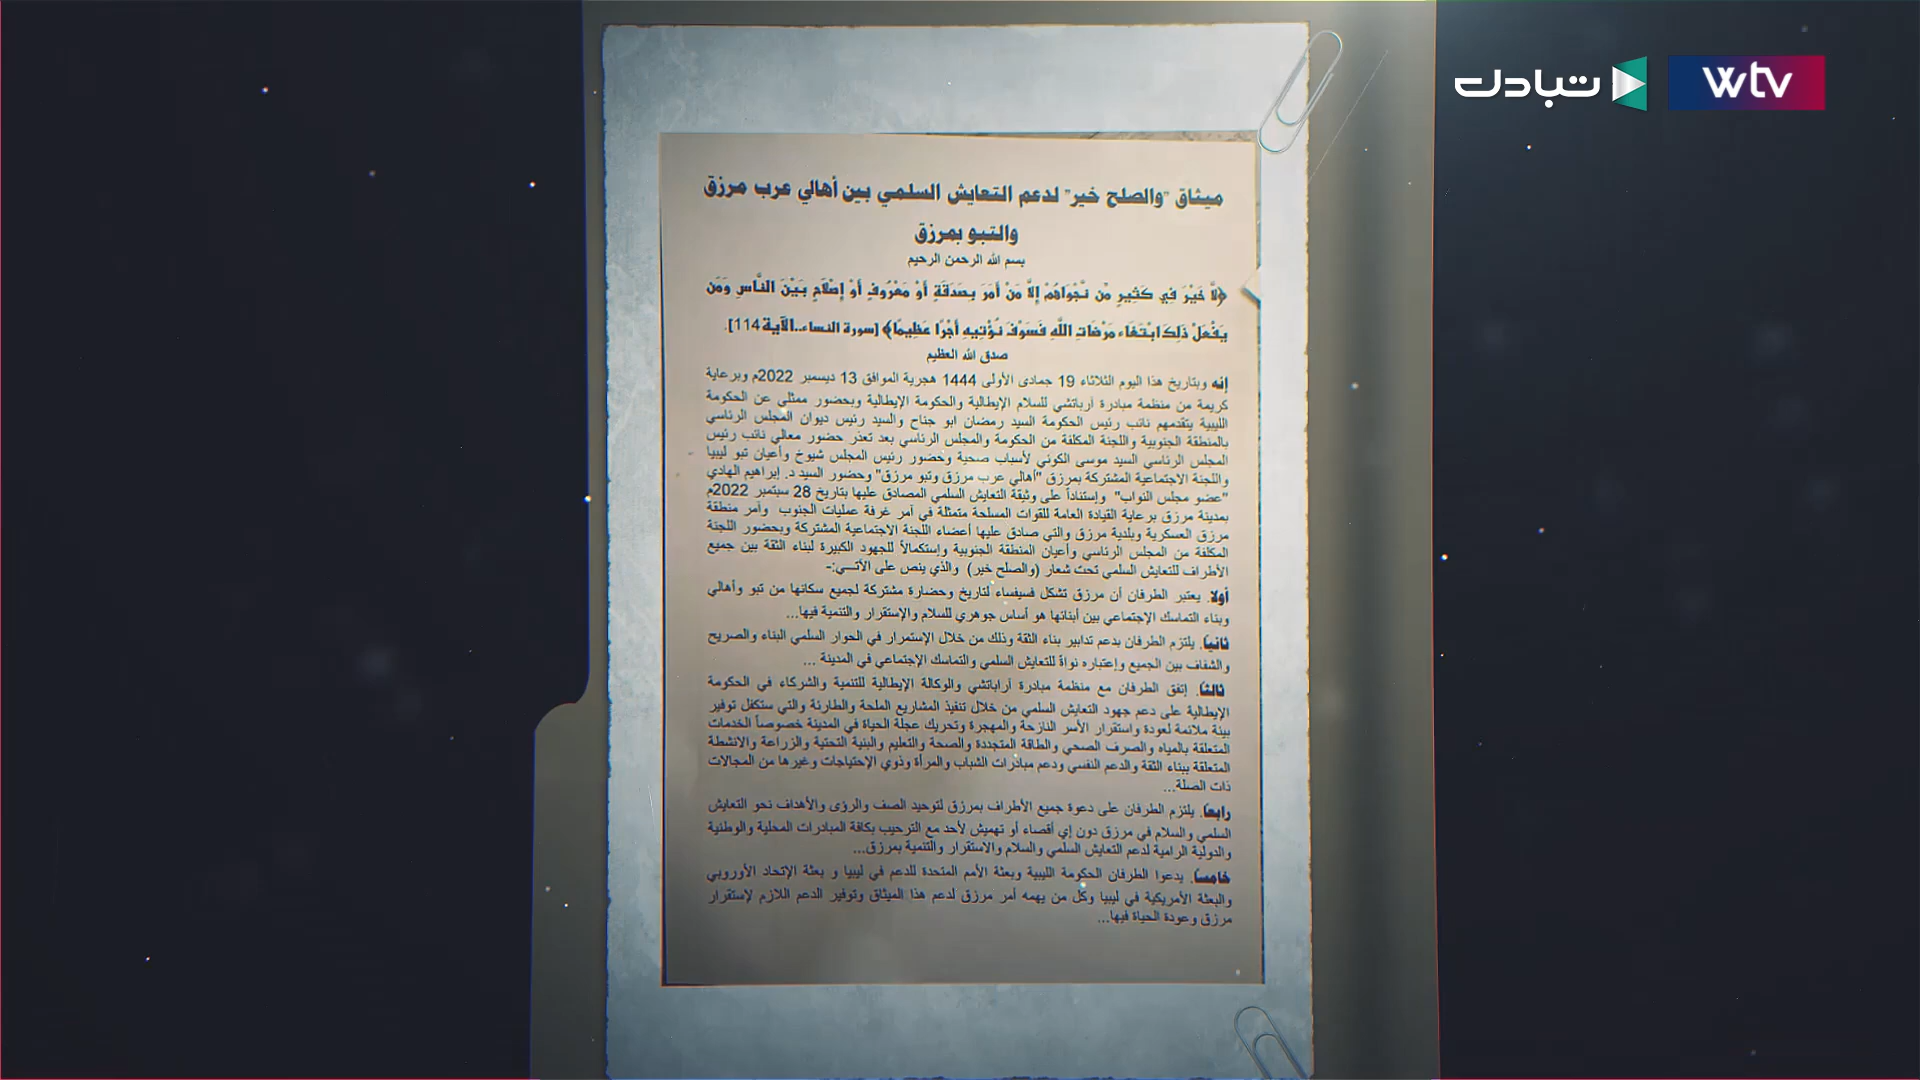 تبادل wtv
ميثاق "والصلح خير" لدعم التعايش السلمي بين أهالي عرب مرزق
والتبو بمرزق
بسم الله الرحمن الرحيم
﴿لَّا خَيْرَ فِي كَثِيرٍ مِّن نَّجْوَاهُمْ إِلَّا مَنْ أَمَرَ بِصَدَقَةٍ أَوْ مَعْرُوفٍ أَوْ إِصْلَاحٍ بَيْنَ النَّاسِ وَمَن
يَفْعَلْ ذَلِكَ ابْتَغَاء مَرْضَاتِ اللَّهِ فَسَوْفَ نُؤْتِيهِ أَجْرًا عَظِيمًا﴾ [سورة النساء..الآية 114].
صدق الله العظيم
إنه وبتاريخ هذا اليوم الثلاثاء 19 جمادى الأولى 1444 هجرية الموافق 13 ديسمبر 2022م وبرعاية
كريمة من منظمة مبادرة آرباتشي للسلام الإيطالية والحكومة الإيطالية وبحضور ممثلي عن الحكومة
الليبية يتقدمهم نائب رئيس الحكومة السيد رمضان ابو جناح والسيد رئيس ديوان المجلس الرئاسي
بالمنطقة الجنوبية واللجنة المكلفة من الحكومة والمجلس الرئاسي بعد تعذر حضور معالي نائب رئيس
المجلس الرئاسي السيد موسى الكوني لأسباب صحية وحضور رئيس المجلس شيوخ وأعيان تبو ليبيا
واللجنة الاجتماعية المشتركة بمرزق "أهالي عرب مرزق وتبو مرزق" وحضور السيد د. إبراهيم الهادي
"عضو مجلس النواب" وإستناداً على وثيقة التعايش السلمي المصادق عليها بتاريخ 28 سبتمبر 2022م
بمدينة مرزق برعاية القيادة العامة للقوات المسلحة متمثلة في آمر غرفة عمليات الجنوب وآمر منطقة
مرزق العسكرية وبلدية مرزق والتي صادق عليها أعضاء اللجنة الاجتماعية المشتركة وبحضور اللجنة
المكلفة من المجلس الرئاسي وأعيان المنطقة الجنوبية وإستكمالاً للجهود الكبيرة لبناء الثقة بين جميع
الأطراف للتعايش السلمي تحت شعار (والصلح خير) والذي ينص على الآتـــي:-
أولا. يعتبر الطرفان أن مرزق تشكل فسيفساء لتاريخ وحضارة مشتركة لجميع سكانها من تبو وأهالي
وبناء التماسك الإجتماعي بين أبنائها هو أساس جوهري للسلام والإستقرار والتنمية فيها...
ثانيا. يلتزم الطرفان بدعم تدابير بناء الثقة وذلك من خلال الإستمرار في الحوار السلمي البناء والصريح
والشفاف بين الجميع وإعتباره نواة للتعايش السلمي والتماسك الإجتماعي في المدينة ...
ثالثا. إتفق الطرفان مع منظمة مبادرة آراباتشي والوكالة الإيطالية للتنمية والشركاء في الحكومة
الإيطالية على دعم جهود التعايش السلمي من خلال تنفيذ المشاريع الملحة والطارئة والتي ستكفل توفير
بيئة ملائمة لعودة واستقرار الأسر النازحة والمهجرة وتحريك عجلة الحياة في المدينة خصوصاً الخدمات
المتعلقة بالمياه والصرف الصحي والطاقة المتجددة والصحة والتعليم والبنية التحتية والزراعة والانشطة
المتعلقة ببناء الثقة والدعم النفسي ودعم مبادرات الشباب والمرأة وذوي الإحتياجات وغيرها من المجالات
ذات الصلة...
رابعا. يلتزم الطرفان على دعوة جميع الأطراف بمرزق لتوحيد الصف والرؤى والأهداف نحو التعايش
السلمي والسلام في مرزق دون إي أقصاء أو تهميش لأحد مع الترحيب بكافة المبادرات المحلية والوطنية
والدولية الرامية لدعم التعايش السلمي والسلام والاستقرار والتنمية بمرزق...
خامسا. يدعوا الطرفان الحكومة الليبية وبعثة الأمم المتحدة للدعم في ليبيا و بعثة الإتحاد الأوروبي
والبعثة الأمريكية في ليبيا وكل من يهمه أمر مرزق لدعم هذا الميثاق وتوفير الدعم اللازم لإستقرار
مرزق وعودة الحياة فيها...